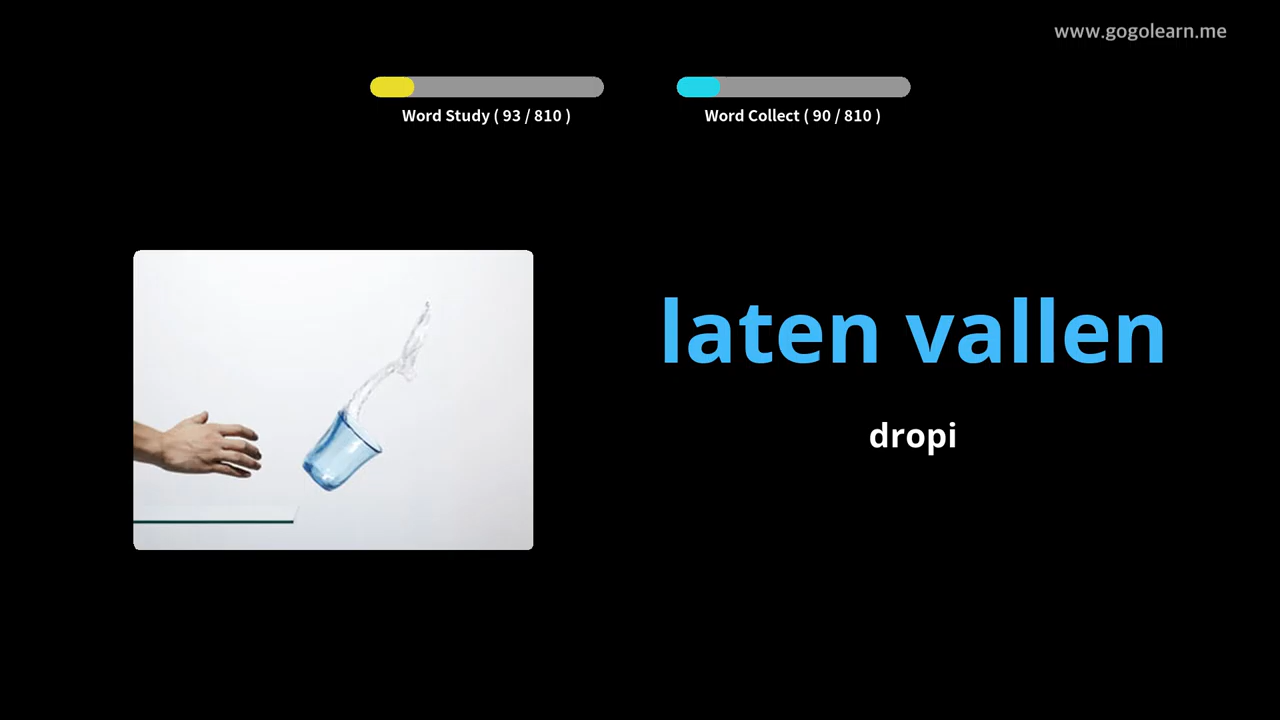 www.gogolearn.me
Word Study ( 93 / 810 )
Word Collect ( 90 / 810 )
laten vallen
dropi